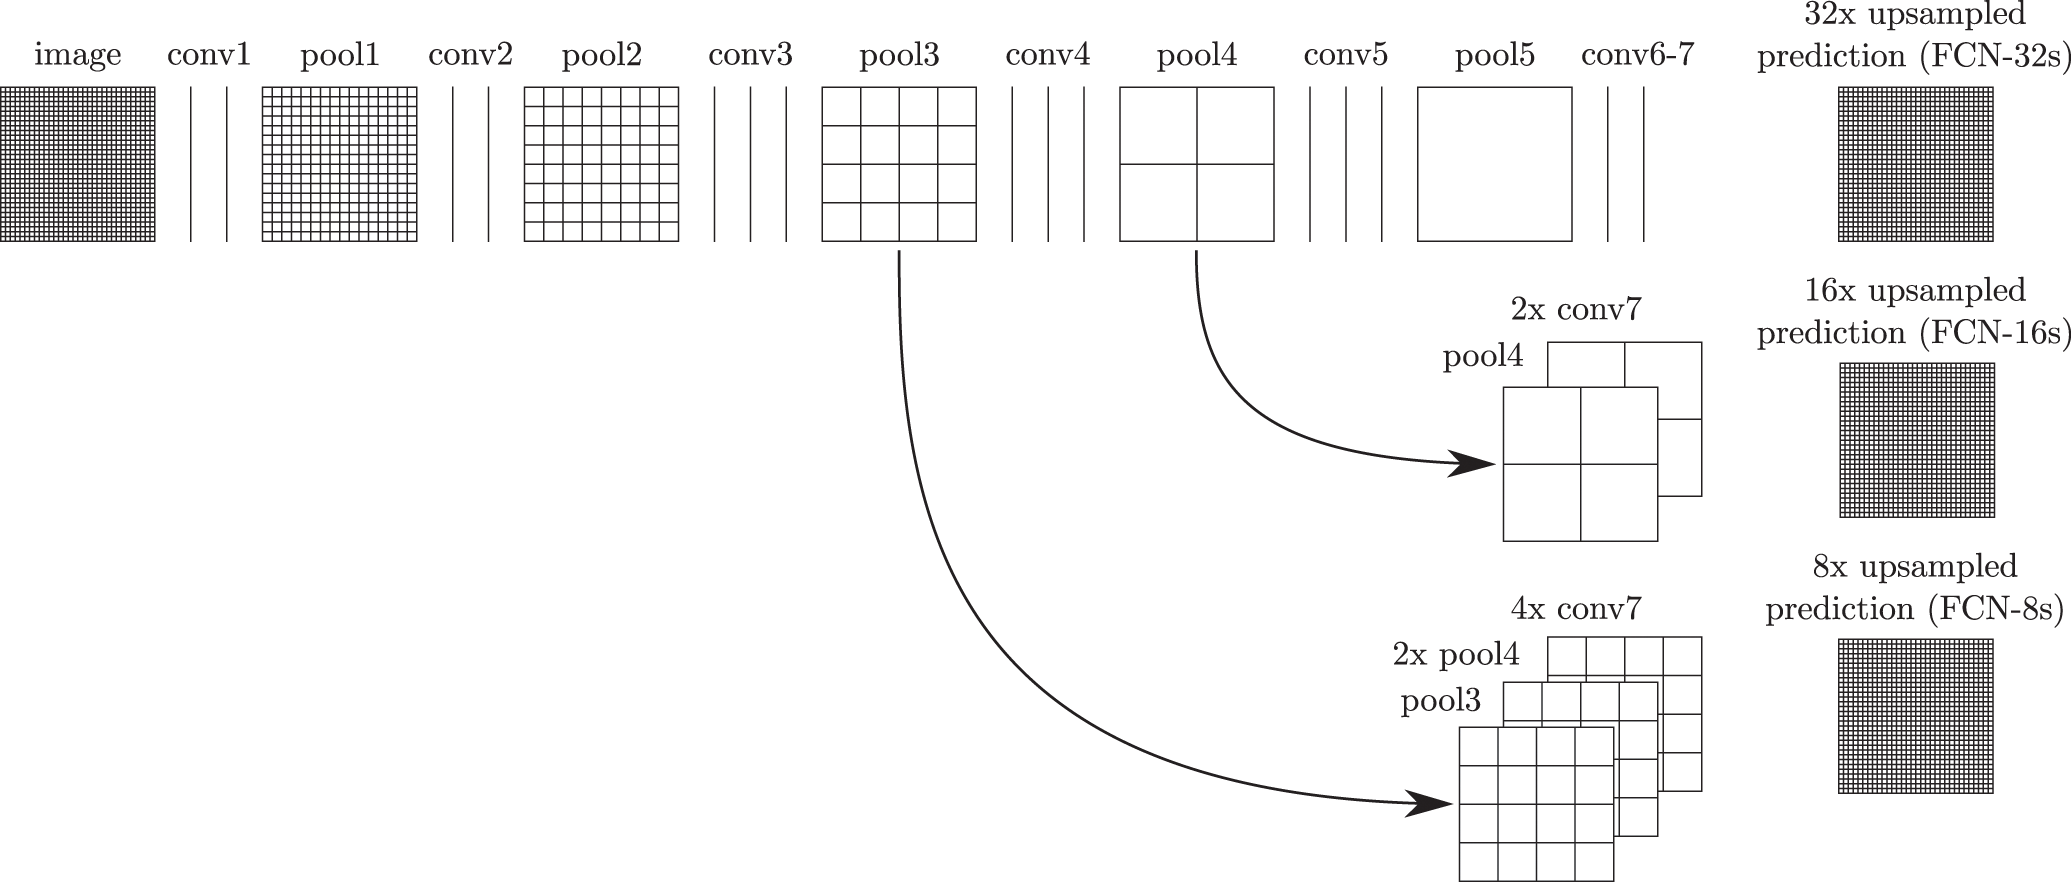 image
conv1
pool1
conv2
pool2
conv3
pool3
conv4
pool4
conv5
pool5
conv6-7
32x upsampled
prediction (FCN-32s)
2x conv7
pool4
16x upsampled
prediction (FCN-16s)
4x conv7
2x pool4
pool3
8x upsampled
prediction (FCN-8s)